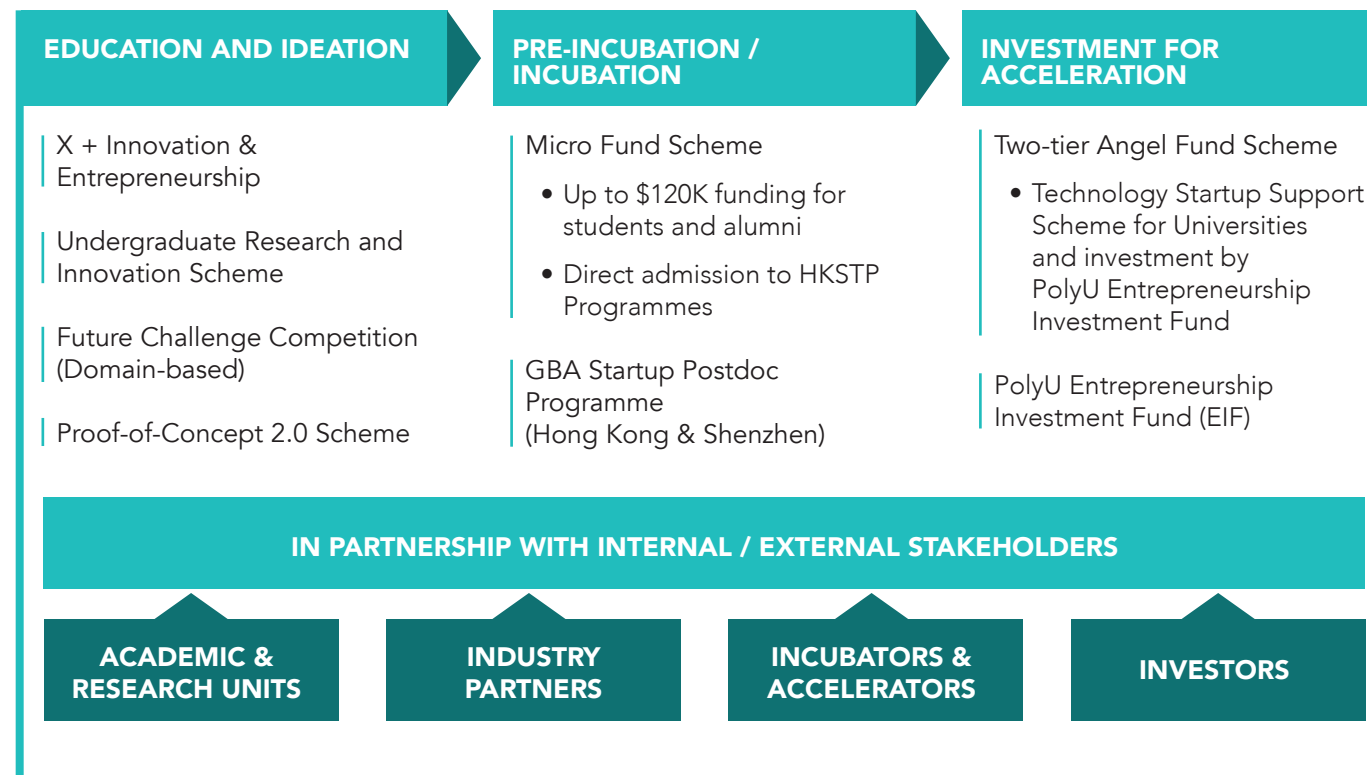 EDUCATION AND IDEATION
X + Innovation &
Entrepreneurship
Undergraduate Research and
Innovation Scheme
Future Challenge Competition
(Domain-based)
Proof-of-Concept 2.0 Scheme
PRE-INCUBATION /
INCUBATION
Micro Fund Scheme
• Up to $120K funding for
students and alumni
• Direct admission to HKSTP
Programmes
GBA Startup Postdoc
Programme
(Hong Kong & Shenzhen)
INVESTMENT FOR
ACCELERATION
Two-tier Angel Fund Scheme
• Technology Startup Support
Scheme for Universities
and investment by
PolyU Entrepreneurship
Investment Fund
PolyU Entrepreneurship
Investment Fund (EIF)
IN PARTNERSHIP WITH INTERNAL / EXTERNAL STAKEHOLDERS
ACADEMIC &
RESEARCH UNITS
INDUSTRY
PARTNERS
INCUBATORS &
ACCELERATORS
INVESTORS